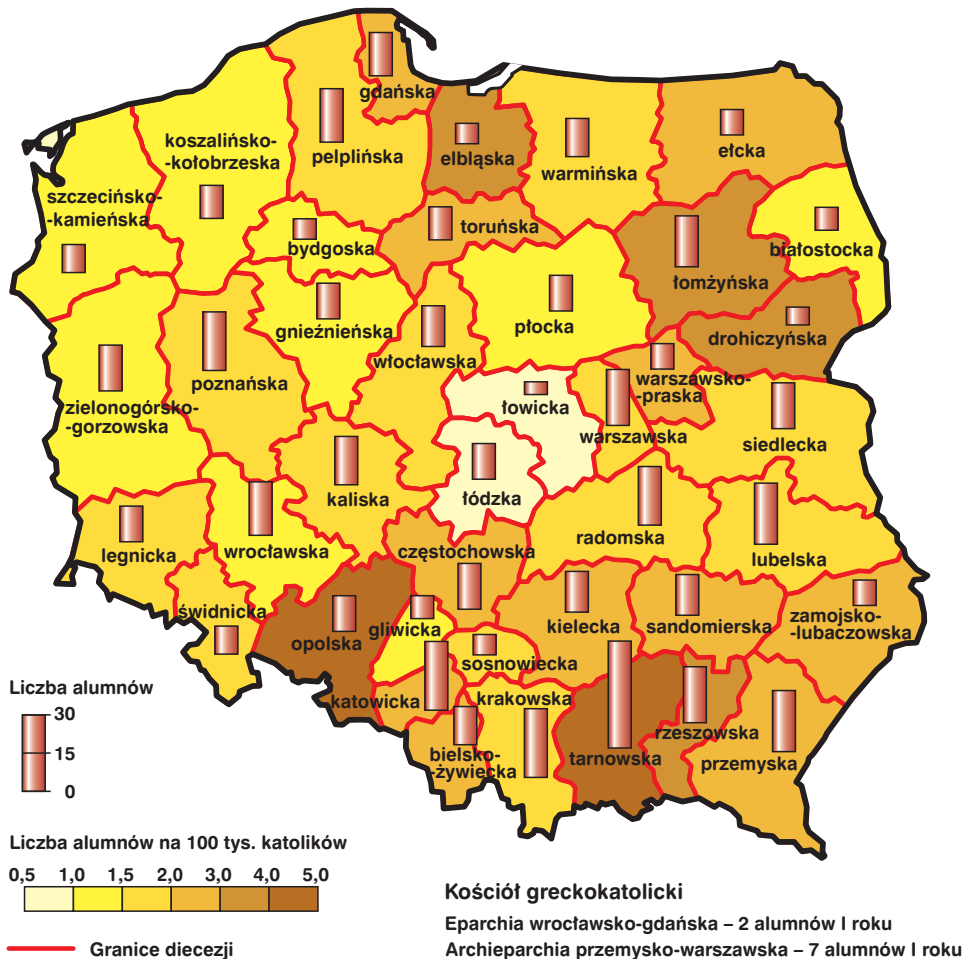 gdańska
koszalińsko-
-kołobrzeska
pelplińska
elbląska
warmińska
ełcka
szczecińsko-
-kamieńska
bydgoska
toruńska
białostocka
łomżyńska
gnieźnieńska
płocka
drohiczyńska
włocławska
poznańska
warszawsko-
-praska
zielonogórsko-
-gorzowska
łowicka
warszawska
siedlecka
kaliska
łódzka
legnicka
wrocławska
częstochowska
radomska
lubelska
świdnicka
opolska
gliwicka
kielecka
sandomierska
zamojsko-
-lubaczowska
sosnowiecka
katowicka
krakowska
bielsko-
-żywiecka
tarnowska
rzeszowska
przemyska
Liczba alumnów
30
15
0
Liczba alumnów na 100 tys. katolików
0,5 1,0 1,5 2,0 3,0 4,0 5,0
Granice diecezji
Kościół greckokatolicki
Eparchia wrocławsko-gdańska – 2 alumnów I roku
Archieparchia przemysko-warszawska – 7 alumnów I roku